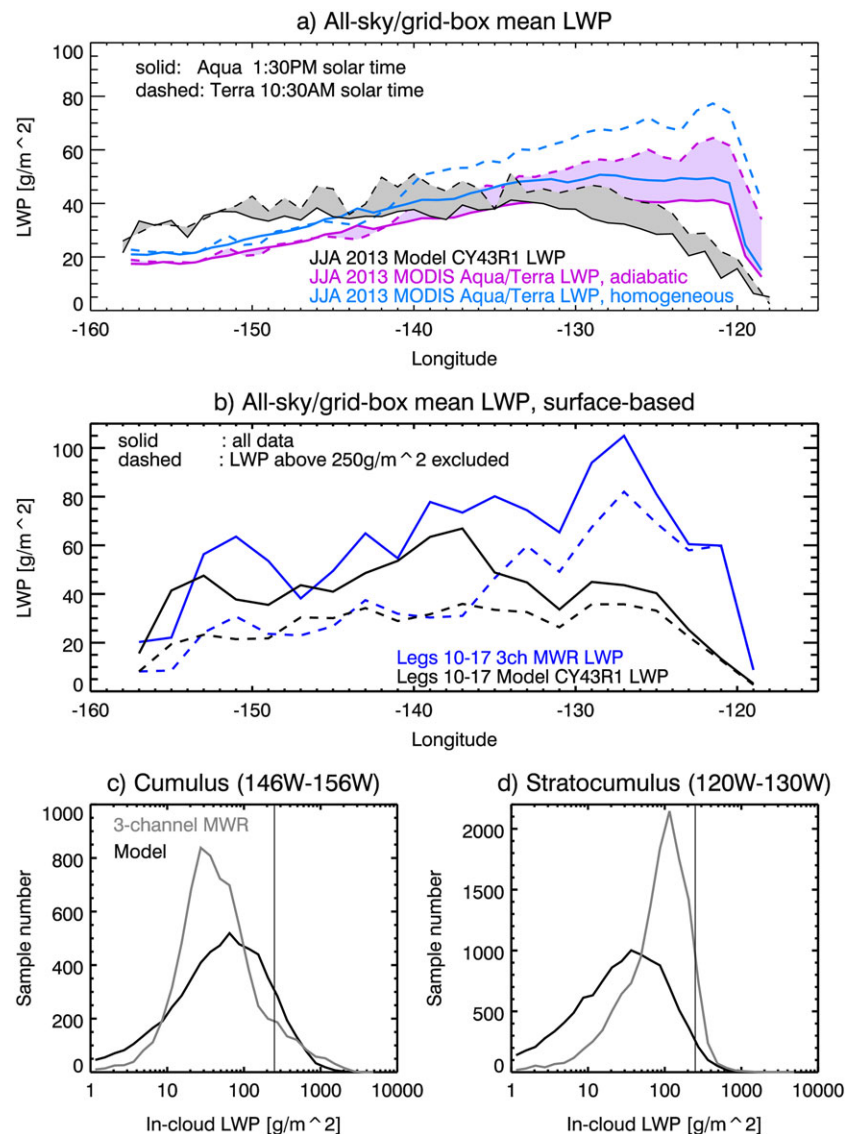 a) All-sky/grid-box mean LWP
100
80
60
40
20
0
LWP [g/m^2]
solid: Aqua 1:30PM solar time
dashed: Terra 10:30AM solar time
JJA 2013 Model CY43R1 LWP
JJA 2013 MODIS Aqua/Terra LWP, adiabatic
JJA 2013 MODIS Aqua/Terra LWP, homogeneous
-160 -150 -140 -130 -120
Longitude
b) All-sky/grid-box mean LWP, surface-based
100
80
60
40
20
0
LWP [g/m^2]
solid : all data
dashed : LWP above 250g/m^2 excluded
Legs 10-17 3ch MWR LWP
Legs 10-17 Model CY43R1 LWP
-160 -150 -140 -130 -120
Longitude
c) Cumulus (146W-156W)
1000
800
600
400
200
0
Sample number
3-channel MWR
Model
1 10 100 1000 10000
In-cloud LWP [g/m^2]
d) Stratocumulus (120W-130W)
2000
1500
1000
500
0
Sample number
1 10 100 1000 10000
In-cloud LWP [g/m^2]